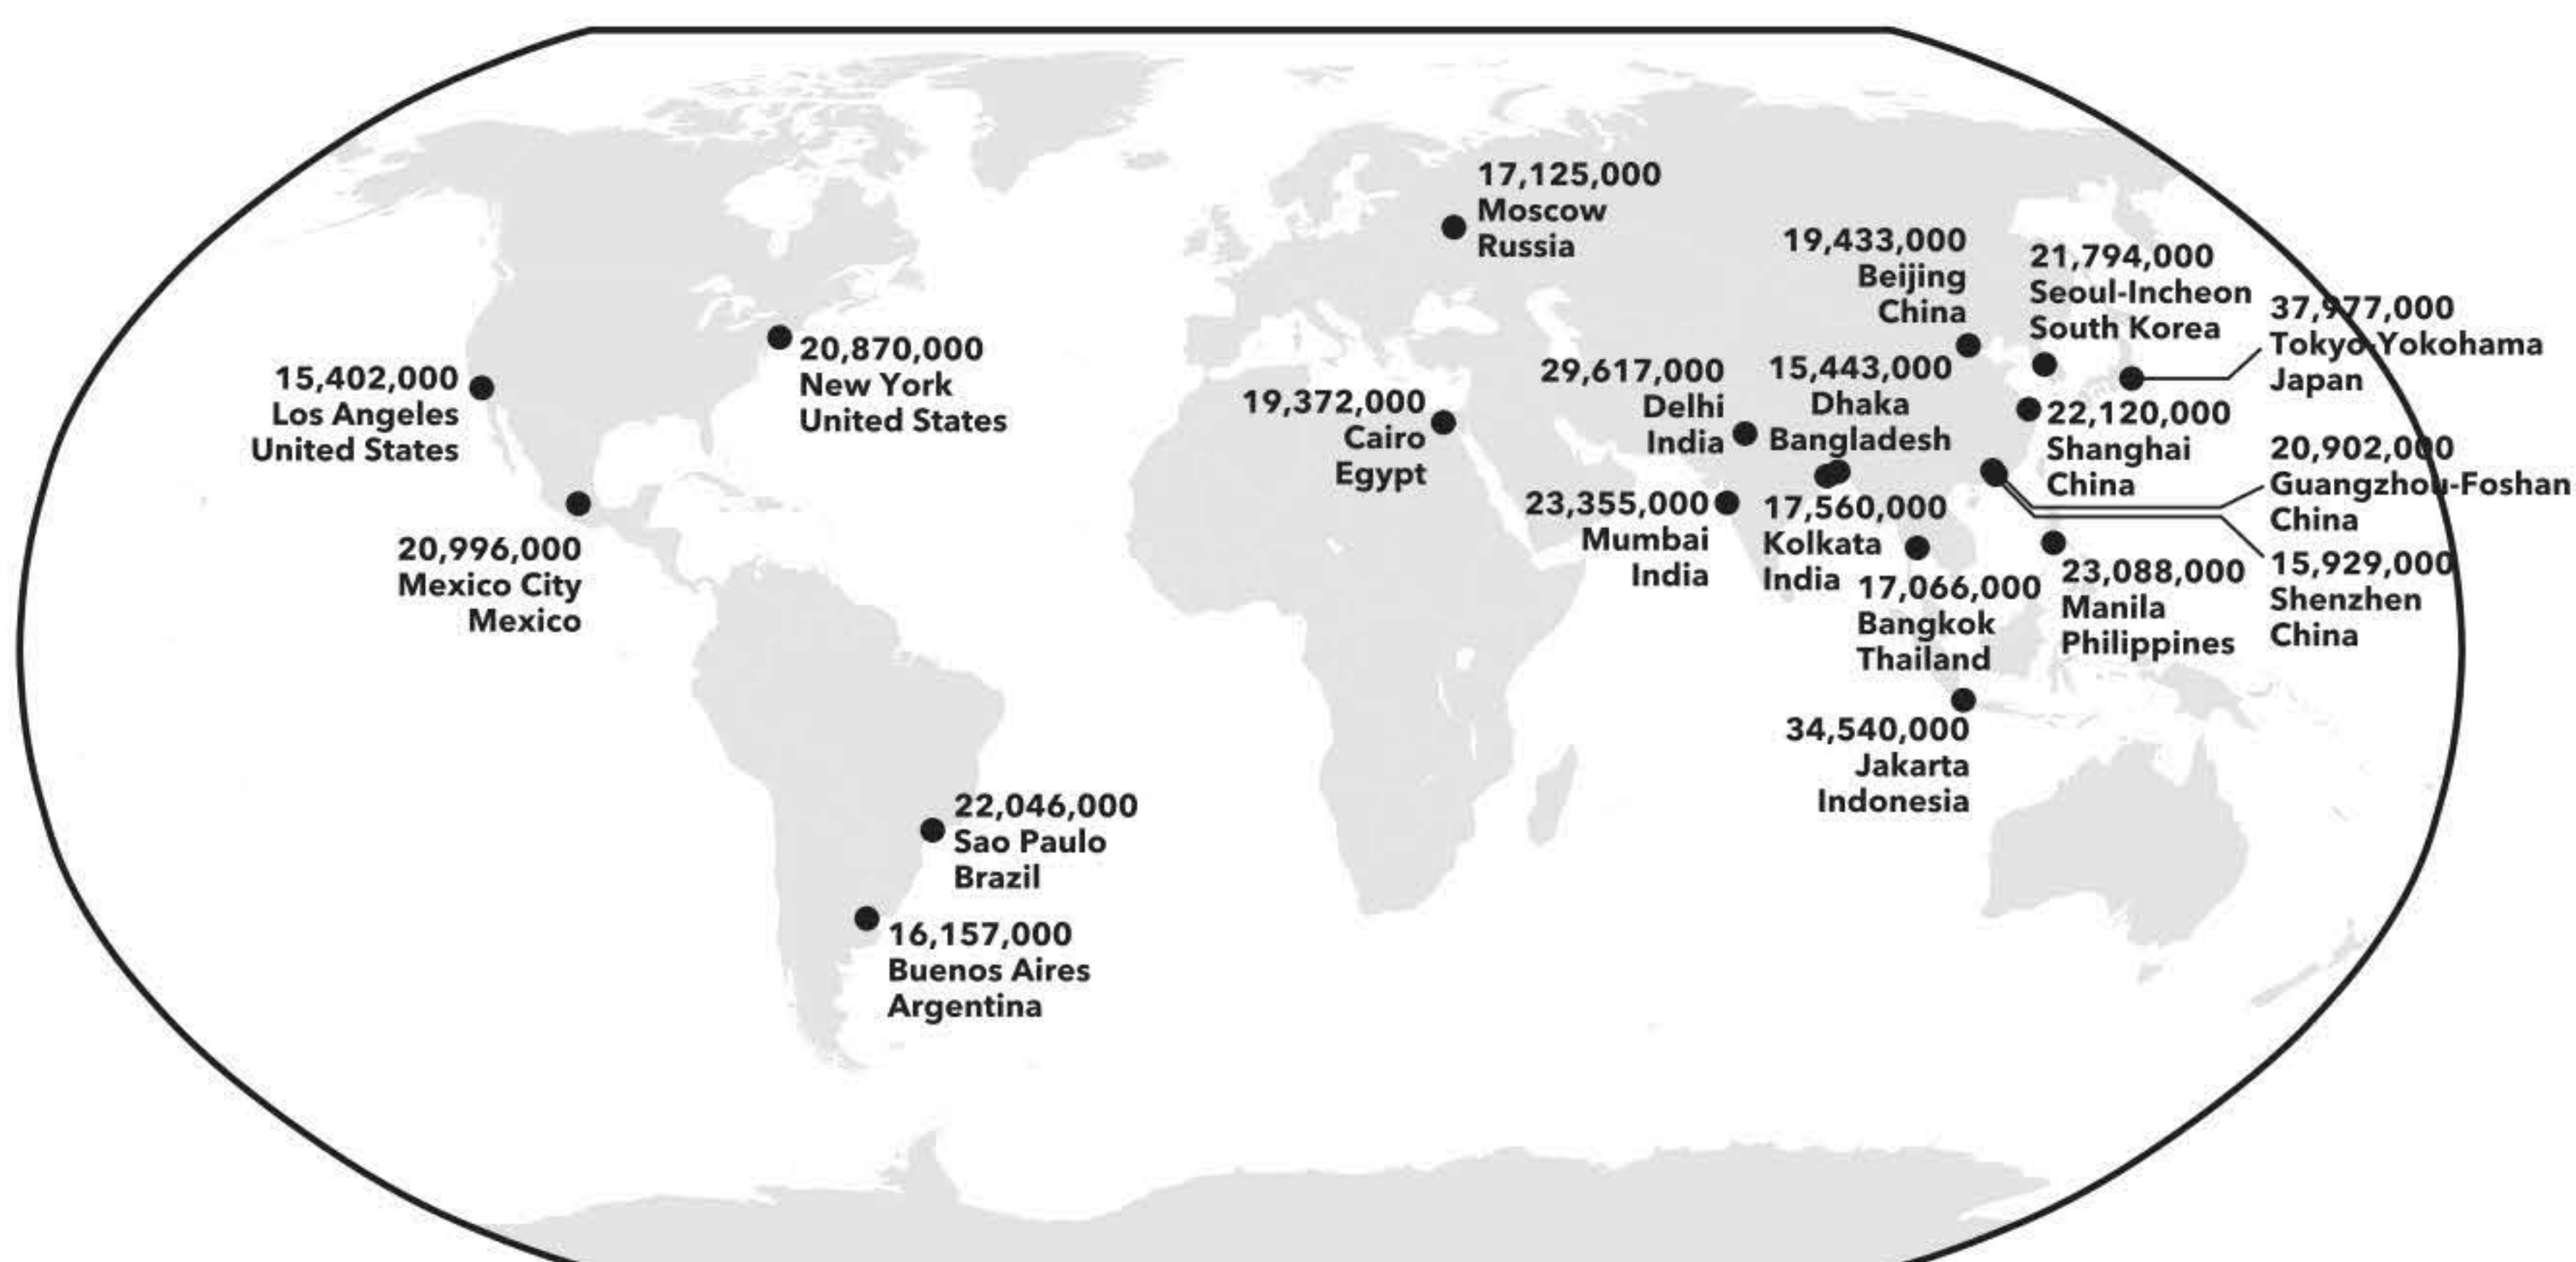 17,125,000
Moscow
Russia
19,433,000
Beijing
China
21,794,000
Seoul-Incheon
South Korea
37,977,000
Tokyo-Yokohama
Japan
20,870,000
New York
United States
15,402,000
Los Angeles
United States
19,372,000
Cairo
Egypt
29,617,000
Delhi
India
15,443,000
Dhaka
Bangladesh
22,120,000
Shanghai
China
20,902,000
Guangzhou-Foshan
China
20,996,000
Mexico City
Mexico
23,355,000
Mumbai
India
17,560,000
Kolkata
India
17,066,000
Bangkok
Thailand
23,088,000
Manila
Philippines
15,929,000
Shenzhen
China
34,540,000
Jakarta
Indonesia
22,046,000
Sao Paulo
Brazil
16,157,000
Buenos Aires
Argentina